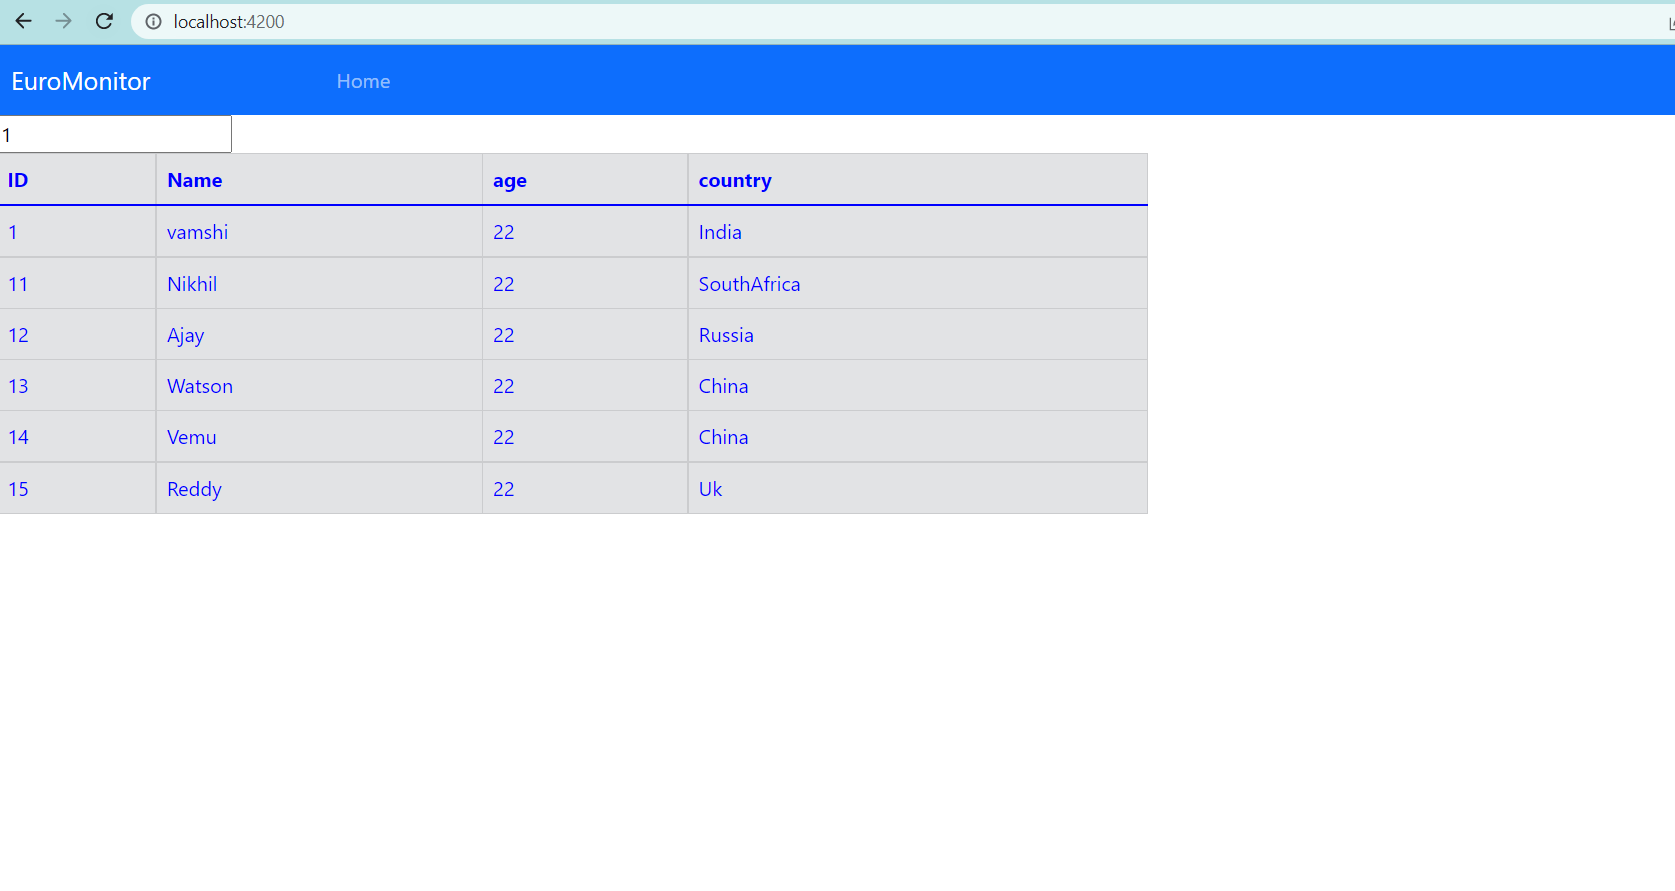 localhost:4200
EuroMonitor Home
1
ID Name age country
1 vamshi 22 India
11 Nikhil 22 SouthAfrica
12 Ajay 22 Russia
13 Watson 22 China
14 Vemu 22 China
15 Reddy 22 Uk